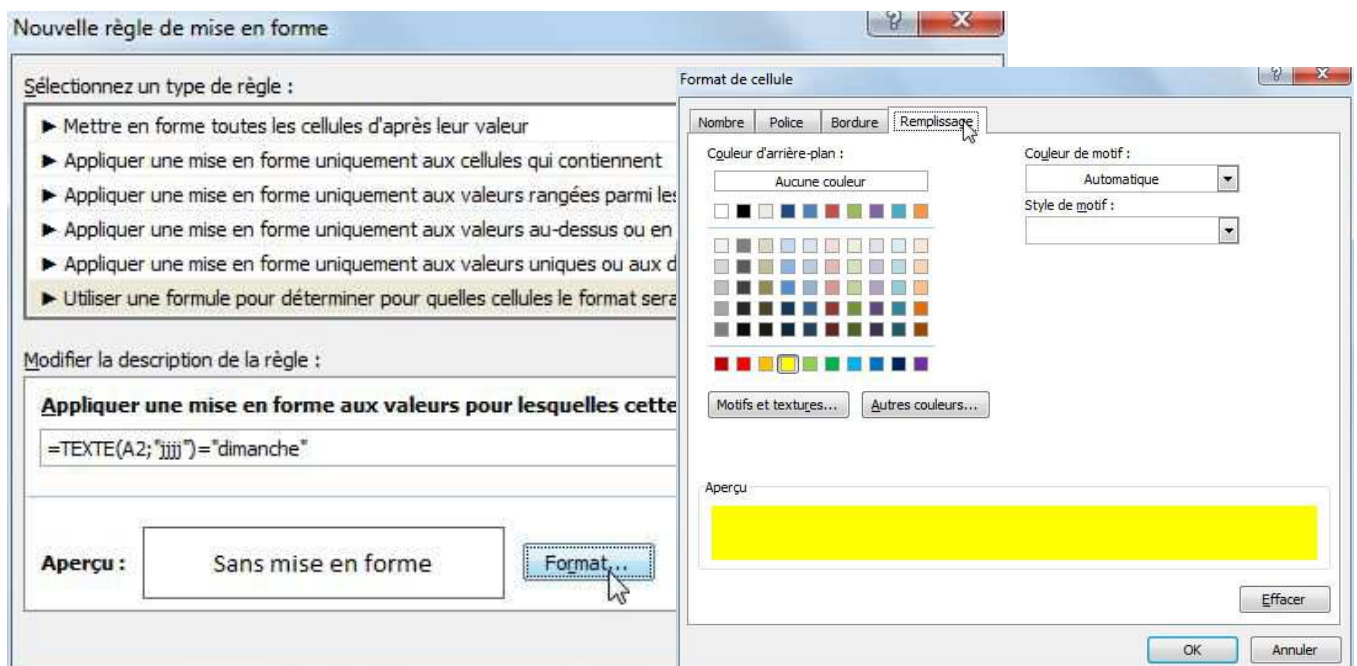 Nouvelle règle de mise en forme
Sélectionnez un type de règle :
► Mettre en forme toutes les cellules d'après leur valeur
► Appliquer une mise en forme uniquement aux cellules qui contiennent
► Appliquer une mise en forme uniquement aux valeurs rangées parmi les
► Appliquer une mise en forme uniquement aux valeurs au-dessus ou en
► Appliquer une mise en forme uniquement aux valeurs uniques ou aux d
► Utiliser une formule pour déterminer pour quelles cellules le format sera
Modifier la description de la règle :
Appliquer une mise en forme aux valeurs pour lesquelles cette
=TEXTE(A2;"jjjj")="dimanche"
Aperçu :
Sans mise en forme
Format...
Format de cellule
Nombre
Police
Bordure
Remplissage
Couleur d'arrière-plan :
Aucune couleur
Motifs et textures...
Autres couleurs...
Couleur de motif :
Automatique
Style de motif :
Aperçu
Effacer
OK
Annuler